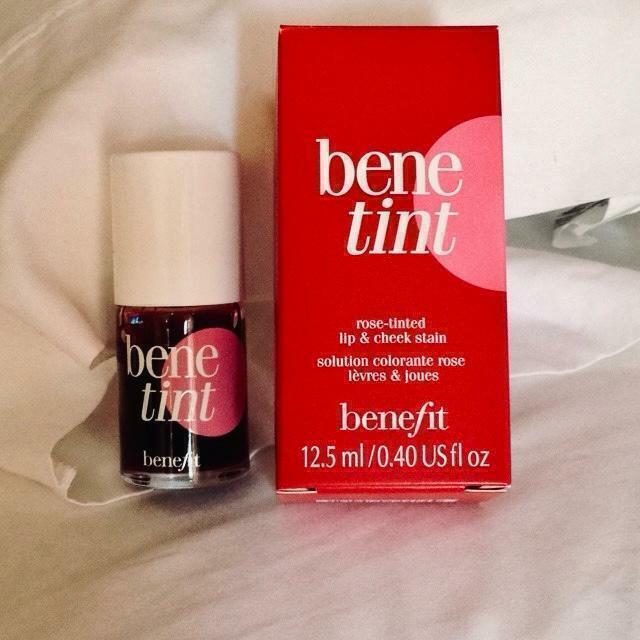 bene
tint
benefit
bene
tint
rose-tinted
lip & cheek stain
solution colorante rose
lèvres & joues
benefit
12.5 ml/0.40 US fl oz